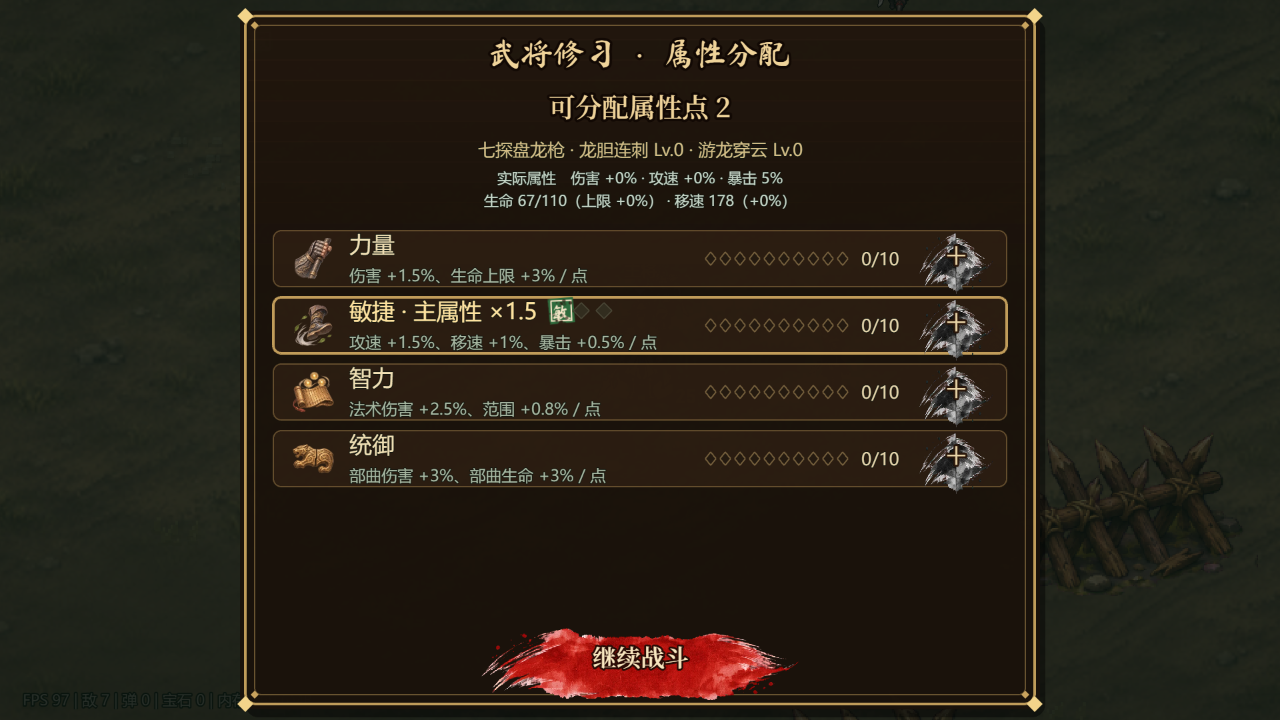 武将修习 · 属性分配
可分配属性点 2
七探盘龙枪 · 龙胆连刺 Lv.0 · 游龙穿云 Lv.0
实际属性 伤害 +0% · 攻速 +0% · 暴击 5%
生命 67/110（上限 +0%） · 移速 178（+0%）
力量
伤害 +1.5%、生命上限 +3% / 点
0/10
敏捷 · 主属性 ×1.5 敏
攻速 +1.5%、移速 +1%、暴击 +0.5% / 点
0/10
智力
法术伤害 +2.5%、范围 +0.8% / 点
0/10
统御
部曲伤害 +3%、部曲生命 +3% / 点
0/10
继续战斗
FPS 97 | 敌 7 | 弹 0 | 宝石 0 | 内存